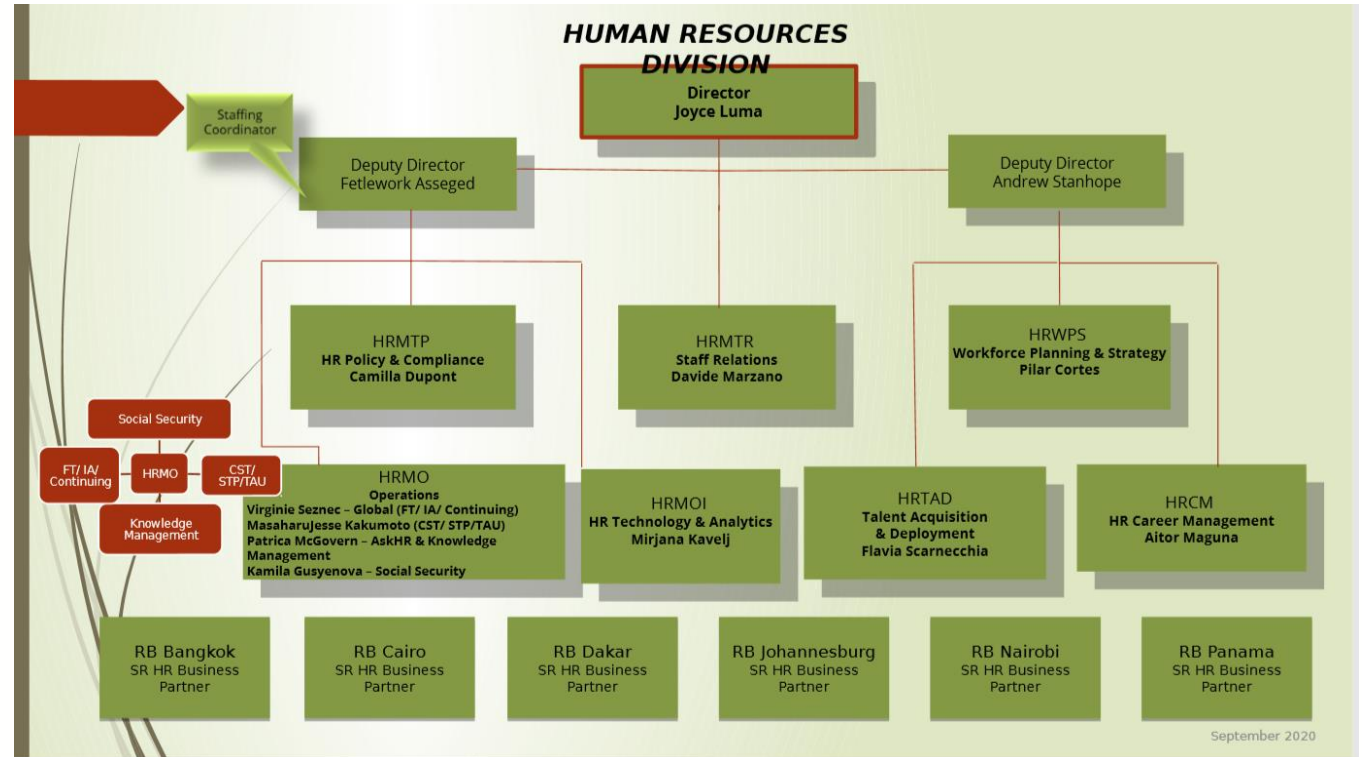 HUMAN RESOURCES
DIVISION
Director
Joyce Luma
Staffing
Coordinator
Deputy Director
Fetlework Asseged
Deputy Director
Andrew Stanhope
HRMTP
HR Policy & Compliance
Camilla Dupont
HRMTR
Staff Relations
Davide Marzano
HRWPS
Workforce Planning & Strategy
Pilar Cortes
Social Security
FT/ IA/
Continuing
HRMO
CST/
STP/TAU
Knowledge
Management
HRMO
Operations
Virginie Seznec – Global (FT/ IA/ Continuing)
MasaharuJesse Kakumoto (CST/ STP/TAU)
Patrica McGovern – AskHR & Knowledge
Management
Kamila Gusyenova – Social Security
HRMOI
HR Technology & Analytics
Mirjana Kavelj
HRTAD
Talent Acquisition
& Deployment
Flavia Scarnecchia
HRCM
HR Career Management
Aitor Maguna
RB Bangkok
SR HR Business
Partner
RB Cairo
SR HR Business
Partner
RB Dakar
SR HR Business
Partner
RB Johannesburg
SR HR Business
Partner
RB Nairobi
SR HR Business
Partner
RB Panama
SR HR Business
Partner
September 2020